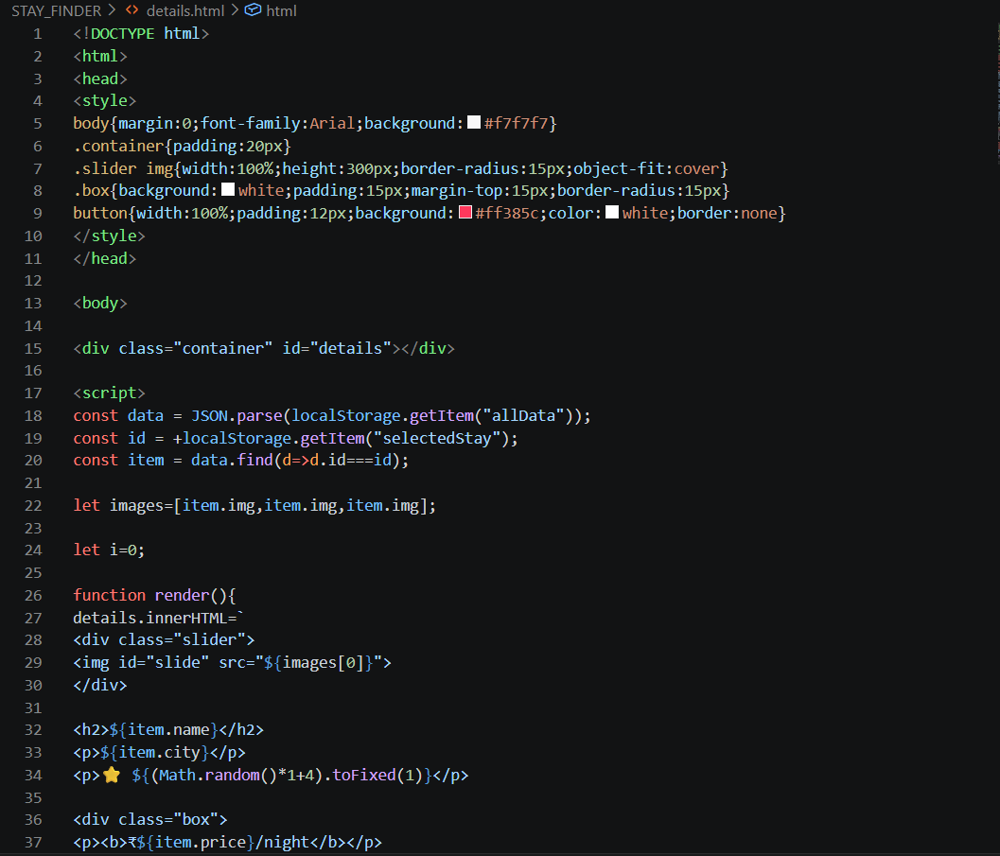 STAY_FINDER > <> details.html > html
1 <!DOCTYPE html>
2 <html>
3 <head>
4 <style>
5 body{margin:0;font-family:Arial;background:#f7f7f7}
6 .container{padding:20px}
7 .slider img{width:100%;height:300px;border-radius:15px;object-fit:cover}
8 .box{background:white;padding:15px;margin-top:15px;border-radius:15px}
9 button{width:100%;padding:12px;background:#ff385c;color:white;border:none}
10 </style>
11 </head>
12
13 <body>
14
15 <div class="container" id="details"></div>
16
17 <script>
18 const data = JSON.parse(localStorage.getItem("allData"));
19 const id = +localStorage.getItem("selectedStay");
20 const item = data.find(d=>d.id===id);
21
22 let images=[item.img,item.img,item.img];
23
24 let i=0;
25
26 function render(){
27 details.innerHTML=`
28 <div class="slider">
29 <img id="slide" src="${images[0]}">
30 </div>
31
32 <h2>${item.name}</h2>
33 <p>${item.city}</p>
34 <p>⭐ ${(Math.random()*1+4).toFixed(1)}</p>
35
36 <div class="box">
37 <p><b>₹${item.price}/night</b></p>